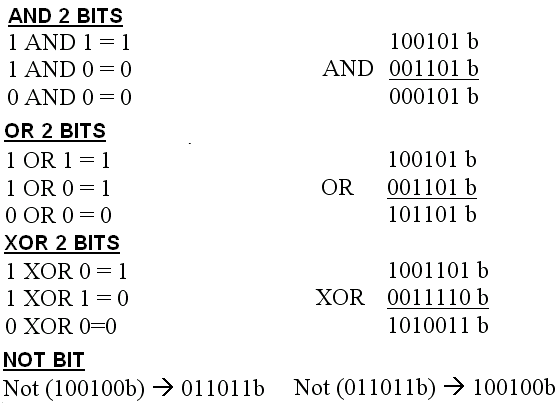 AND 2 BITS
1 AND 1 = 1
1 AND 0 = 0
0 AND 0 = 0
100101 b
AND 001101 b
000101 b
OR 2 BITS
1 OR 1 = 1
1 OR 0 = 1
0 OR 0 = 0
100101 b
OR 001101 b
101101 b
XOR 2 BITS
1 XOR 0 = 1
1 XOR 1 = 0
0 XOR 0=0
1001101 b
XOR 0011110 b
1010011 b
NOT BIT
Not (100100b) → 011011b
Not (011011b) → 100100b